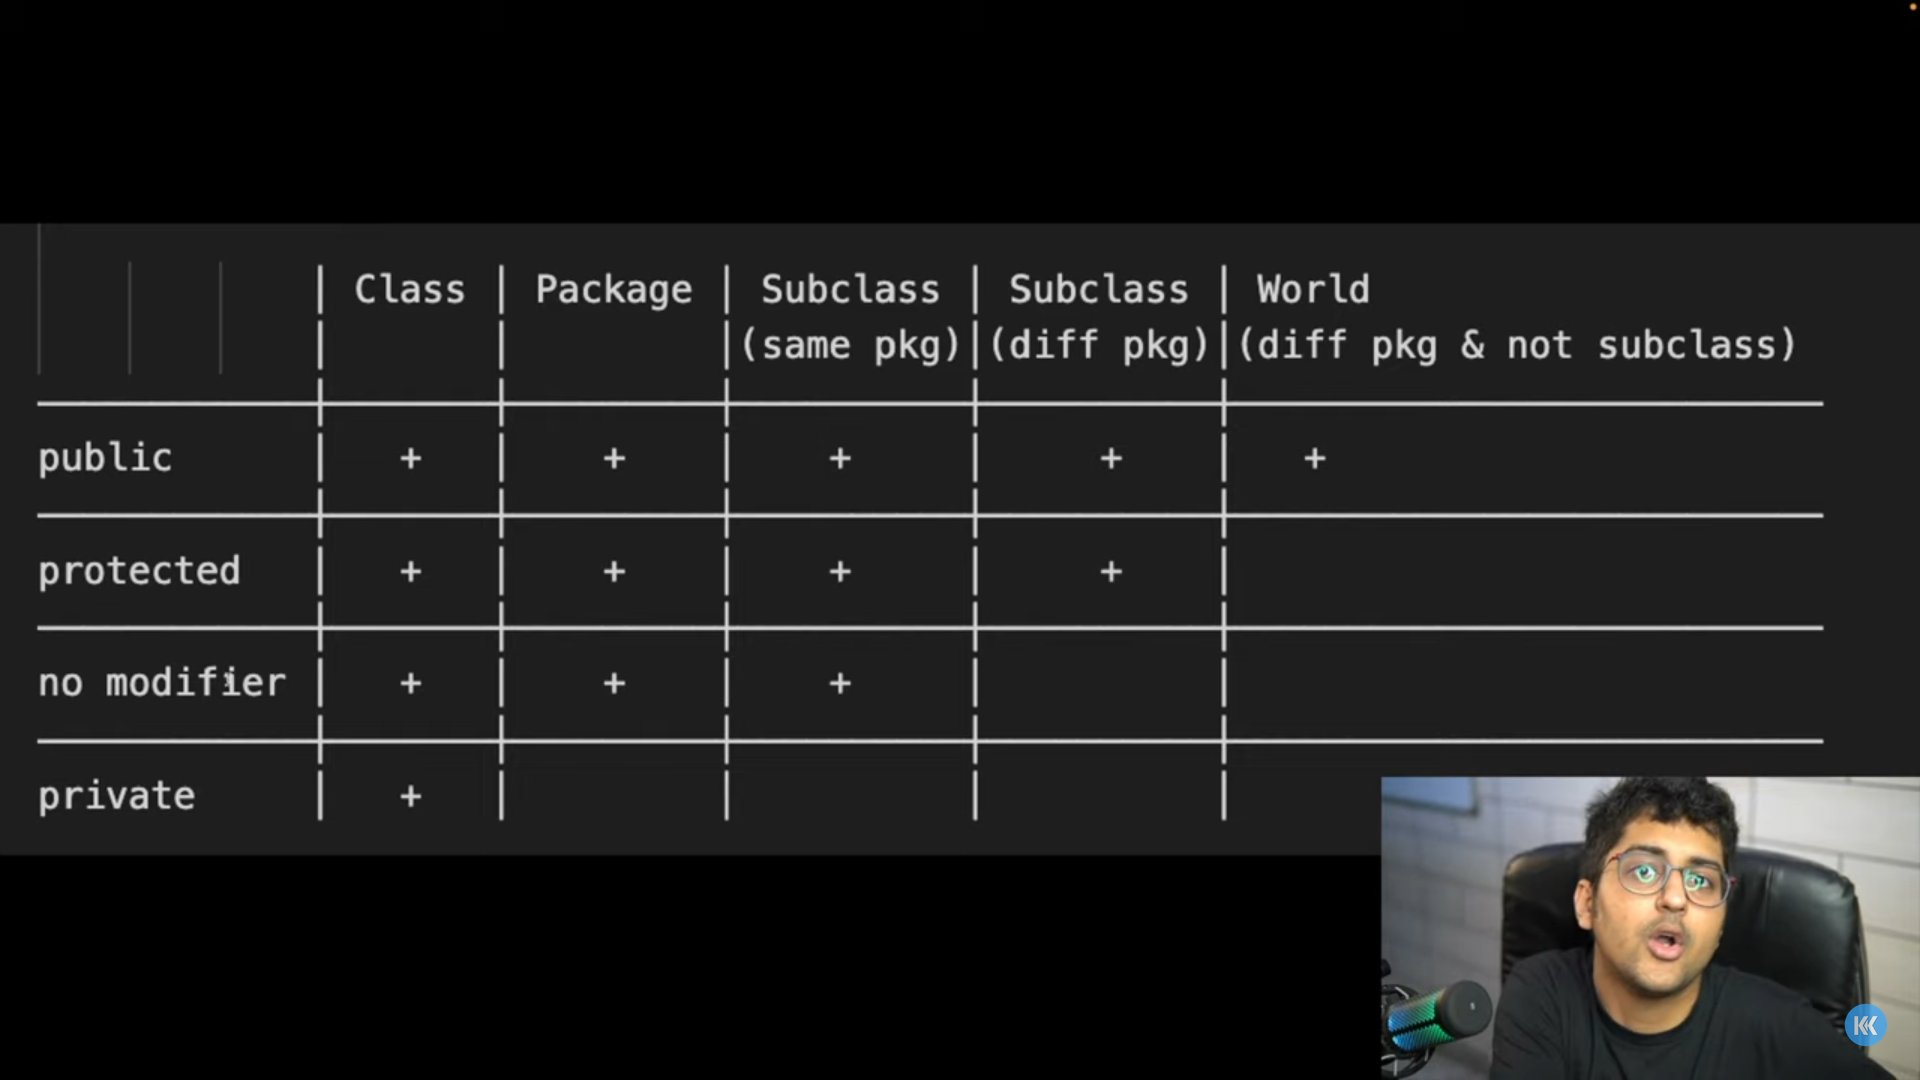 | Class | Package | Subclass | Subclass | World
| | |(same pkg)|(diff pkg)|(diff pkg & not subclass)
public | + | + | + | + | +
protected | + | + | + | + |
no modifier | + | + | + | |
private | + | | | |
KK